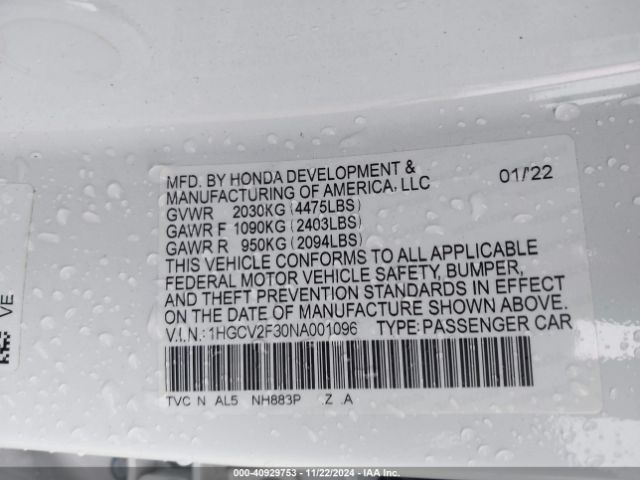 MFD. BY HONDA DEVELOPMENT &
MANUFACTURING OF AMERICA, LLC 01/'22
GVWR 2030KG (4475LBS)
GAWR F 1090KG (2403LBS)
GAWR R 950KG (2094LBS)
THIS VEHICLE CONFORMS TO ALL APPLICABLE
FEDERAL MOTOR VEHICLE SAFETY, BUMPER,
AND THEFT PREVENTION STANDARDS IN EFFECT
ON THE DATE OF MANUFACTURE SHOWN ABOVE.
V.I.N.: 1HGCV2F30NA001096 TYPE: PASSENGER CAR
TVC N AL5 NH883P .Z .A
VE
000-40929753 - 11/22/2024 - IAA Inc.